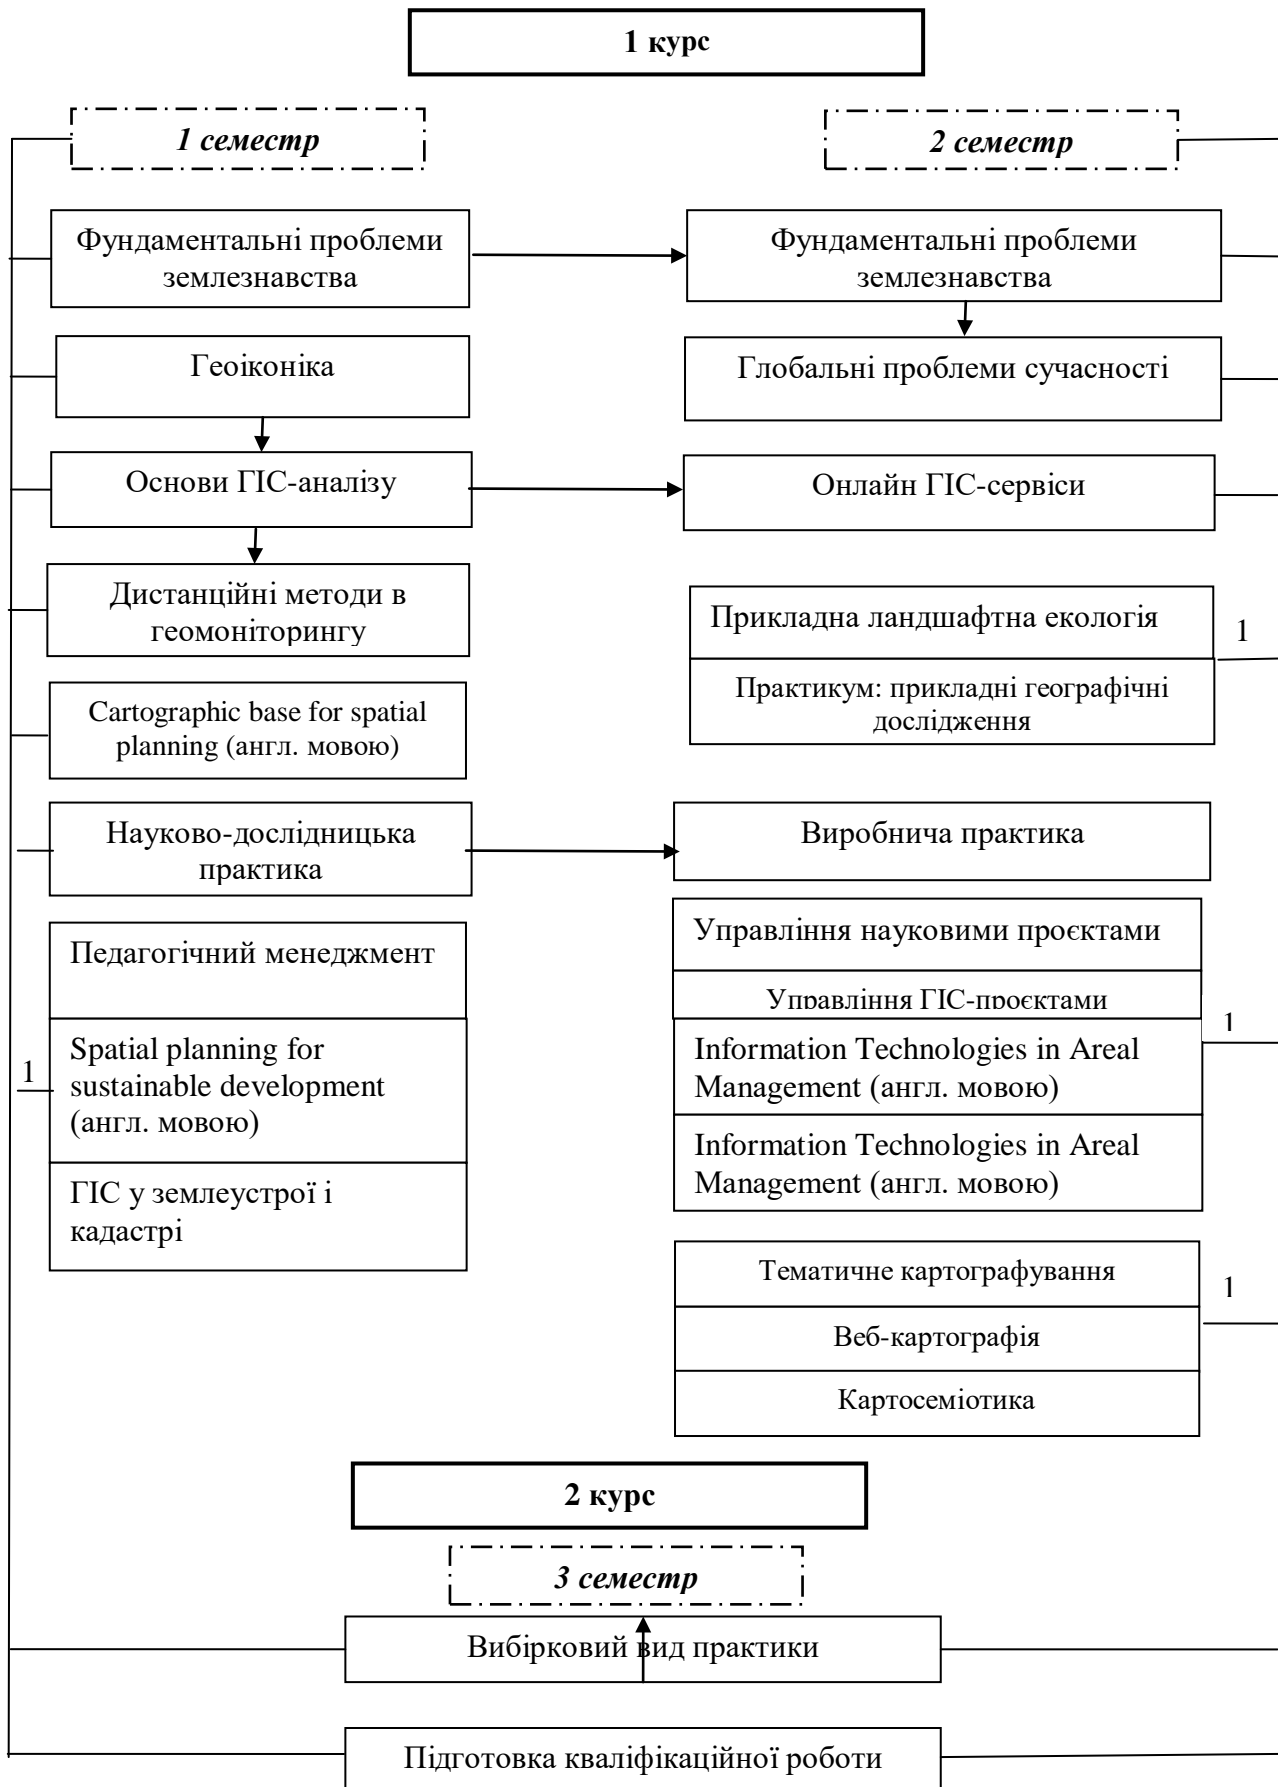 1 курс
1 семестр
2 семестр
Фундаментальні проблеми
землезнавства
Фундаментальні проблеми
землезнавства
Геоіконіка
Глобальні проблеми сучасності
Основи ГІС-аналізу
Онлайн ГІС-сервіси
Дистанційні методи в
геомоніторингу
Прикладна ландшафтна екологія
1
Практикум: прикладні географічні
дослідження
Cartographic base for spatial
planning (англ. мовою)
Науково-дослідницька
практика
Виробнича практика
Педагогічний менеджмент
1
Spatial planning for
sustainable development
(англ. мовою)
ГІС у землеустрої і
кадастрі
Управління науковими проєктами
Управління ГІС-проєктами
1
Information Technologies in Areal
Management (англ. мовою)
Information Technologies in Areal
Management (англ. мовою)
Тематичне картографування
1
Веб-картографія
Картосеміотика
2 курс
3 семестр
Вибірковий вид практики
Підготовка кваліфікаційної роботи